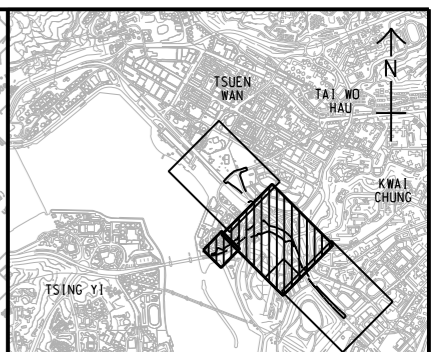 TSUEN
WAN
TAI WO
HAU
N
KWAI
CHUNG
TSING YI